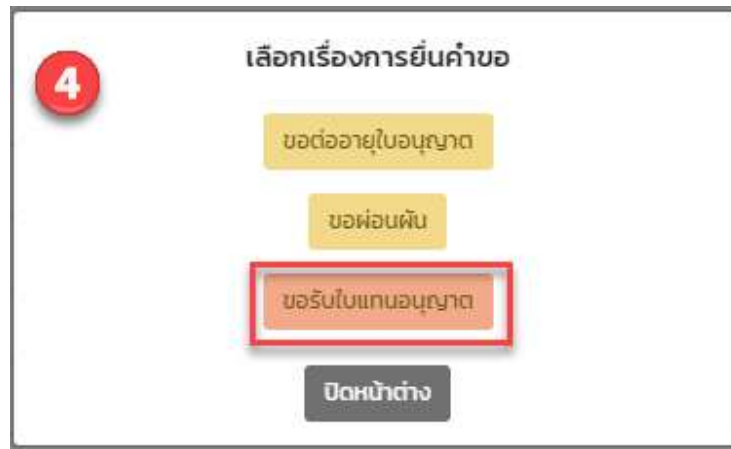 4
เลือกเรื่องการยื่นคำขอ
ขอต่ออายุใบอนุญาต
ขอผ่อนผัน
ขอรับใบแทนอนุญาต
ปิดหน้าต่าง